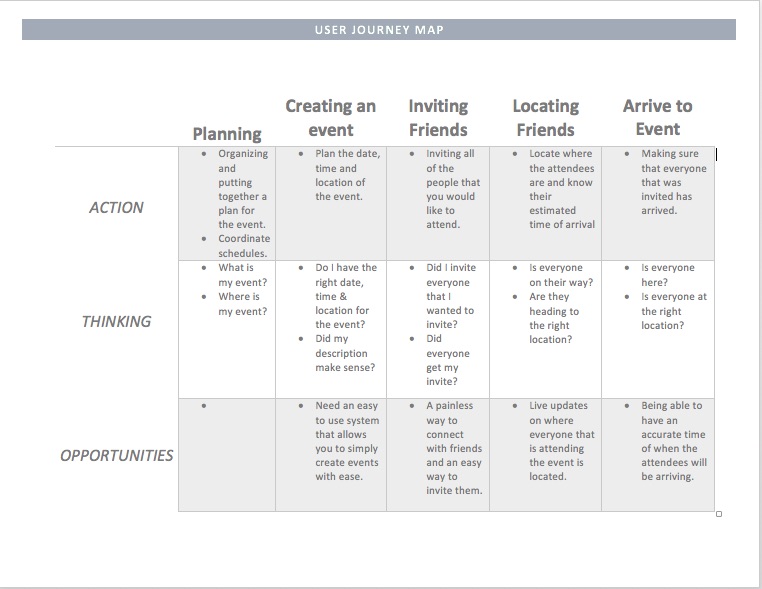 USER JOURNEY MAP
Planning
Creating an
event
Inviting
Friends
Locating
Friends
Arrive to
Event
ACTION
• Organizing
and
putting
together a
plan for
the event.
• Coordinate
schedules.
• Plan the date,
time and
location of
the event.
• Inviting all
of the
people that
you would
like to
attend.
• Locate where
the attendees
are and know
their
estimated
time of arrival
• Making sure
that everyone
that was
invited has
arrived.
THINKING
• What is
my event?
• Where is
my event?
• Do I have the
right date,
time &
location for
the event?
• Did my
description
make sense?
• Did I invite
everyone
that I
wanted to
invite?
• Did
everyone
get my
invite?
• Is everyone
on their way?
• Are they
heading to
the right
location?
• Is everyone
here?
• Is everyone at
the right
location?
OPPORTUNITIES
•
• Need an easy
to use system
that allows
you to simply
create events
with ease.
• A painless
way to
connect
with friends
and an easy
way to
invite them.
• Live updates
on where
everyone that
is attending
the event is
located.
• Being able to
have an
accurate time
of when the
attendees will
be arriving.